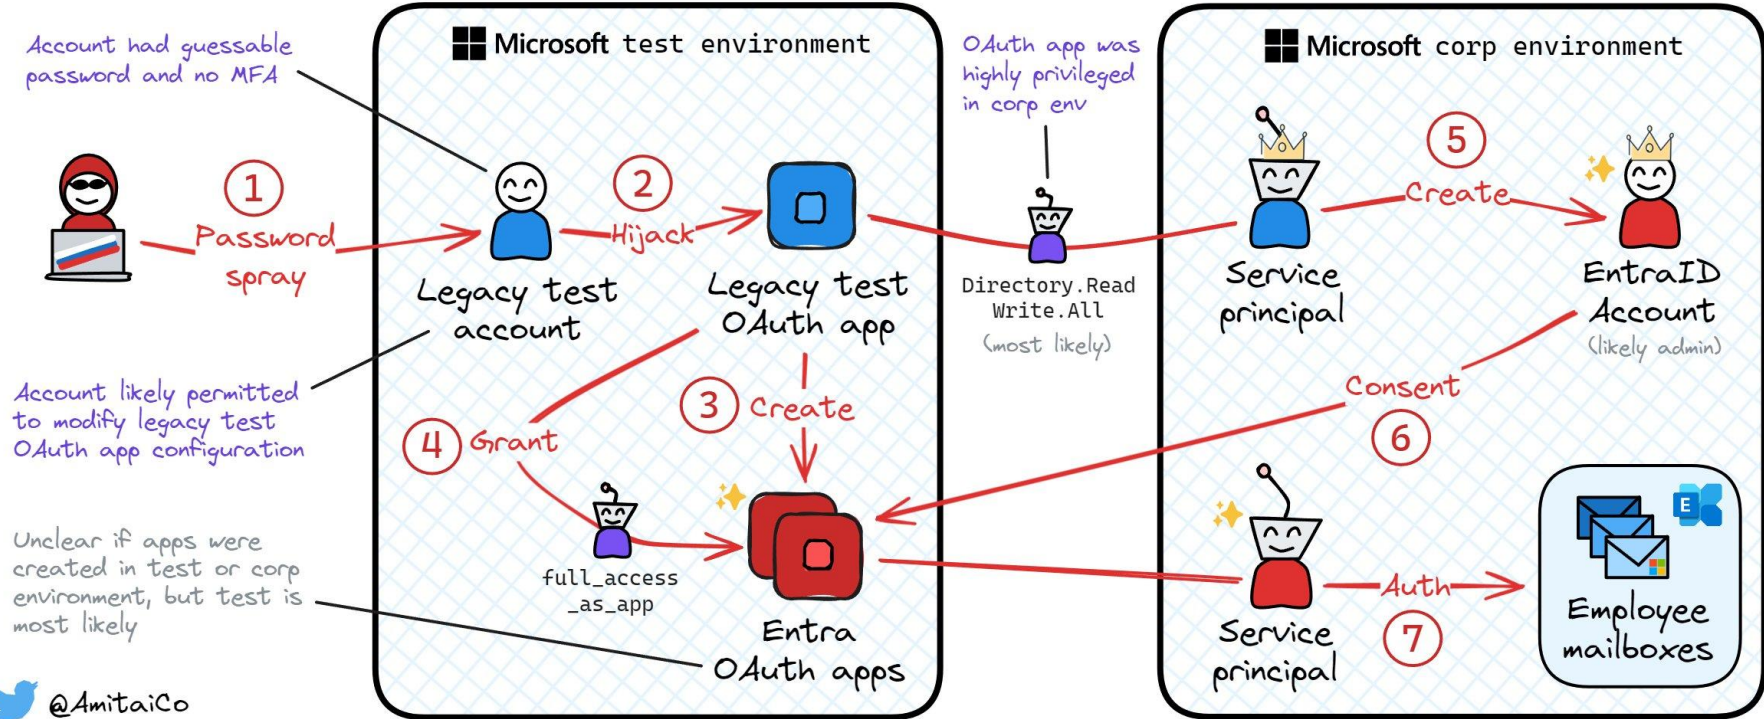 Account had guessable
password and no MFA
Microsoft test environment
OAuth app was
highly privileged
in corp env
Microsoft corp environment
1
Password
spray
2
Hijack
5
Create
Legacy test
account
Legacy test
OAuth app
Directory.Read
Write.All
(most likely)
Service
principal
EntraID
Account
(likely admin)
Account likely permitted
to modify legacy test
OAuth app configuration
4
Grant
3
Create
Consent
6
Unclear if apps were
created in test or corp
environment, but test is
most likely
full_access
_as_app
Entra
OAuth apps
Service
principal
Auth
7
E
Employee
mailboxes
@AmitaiCo